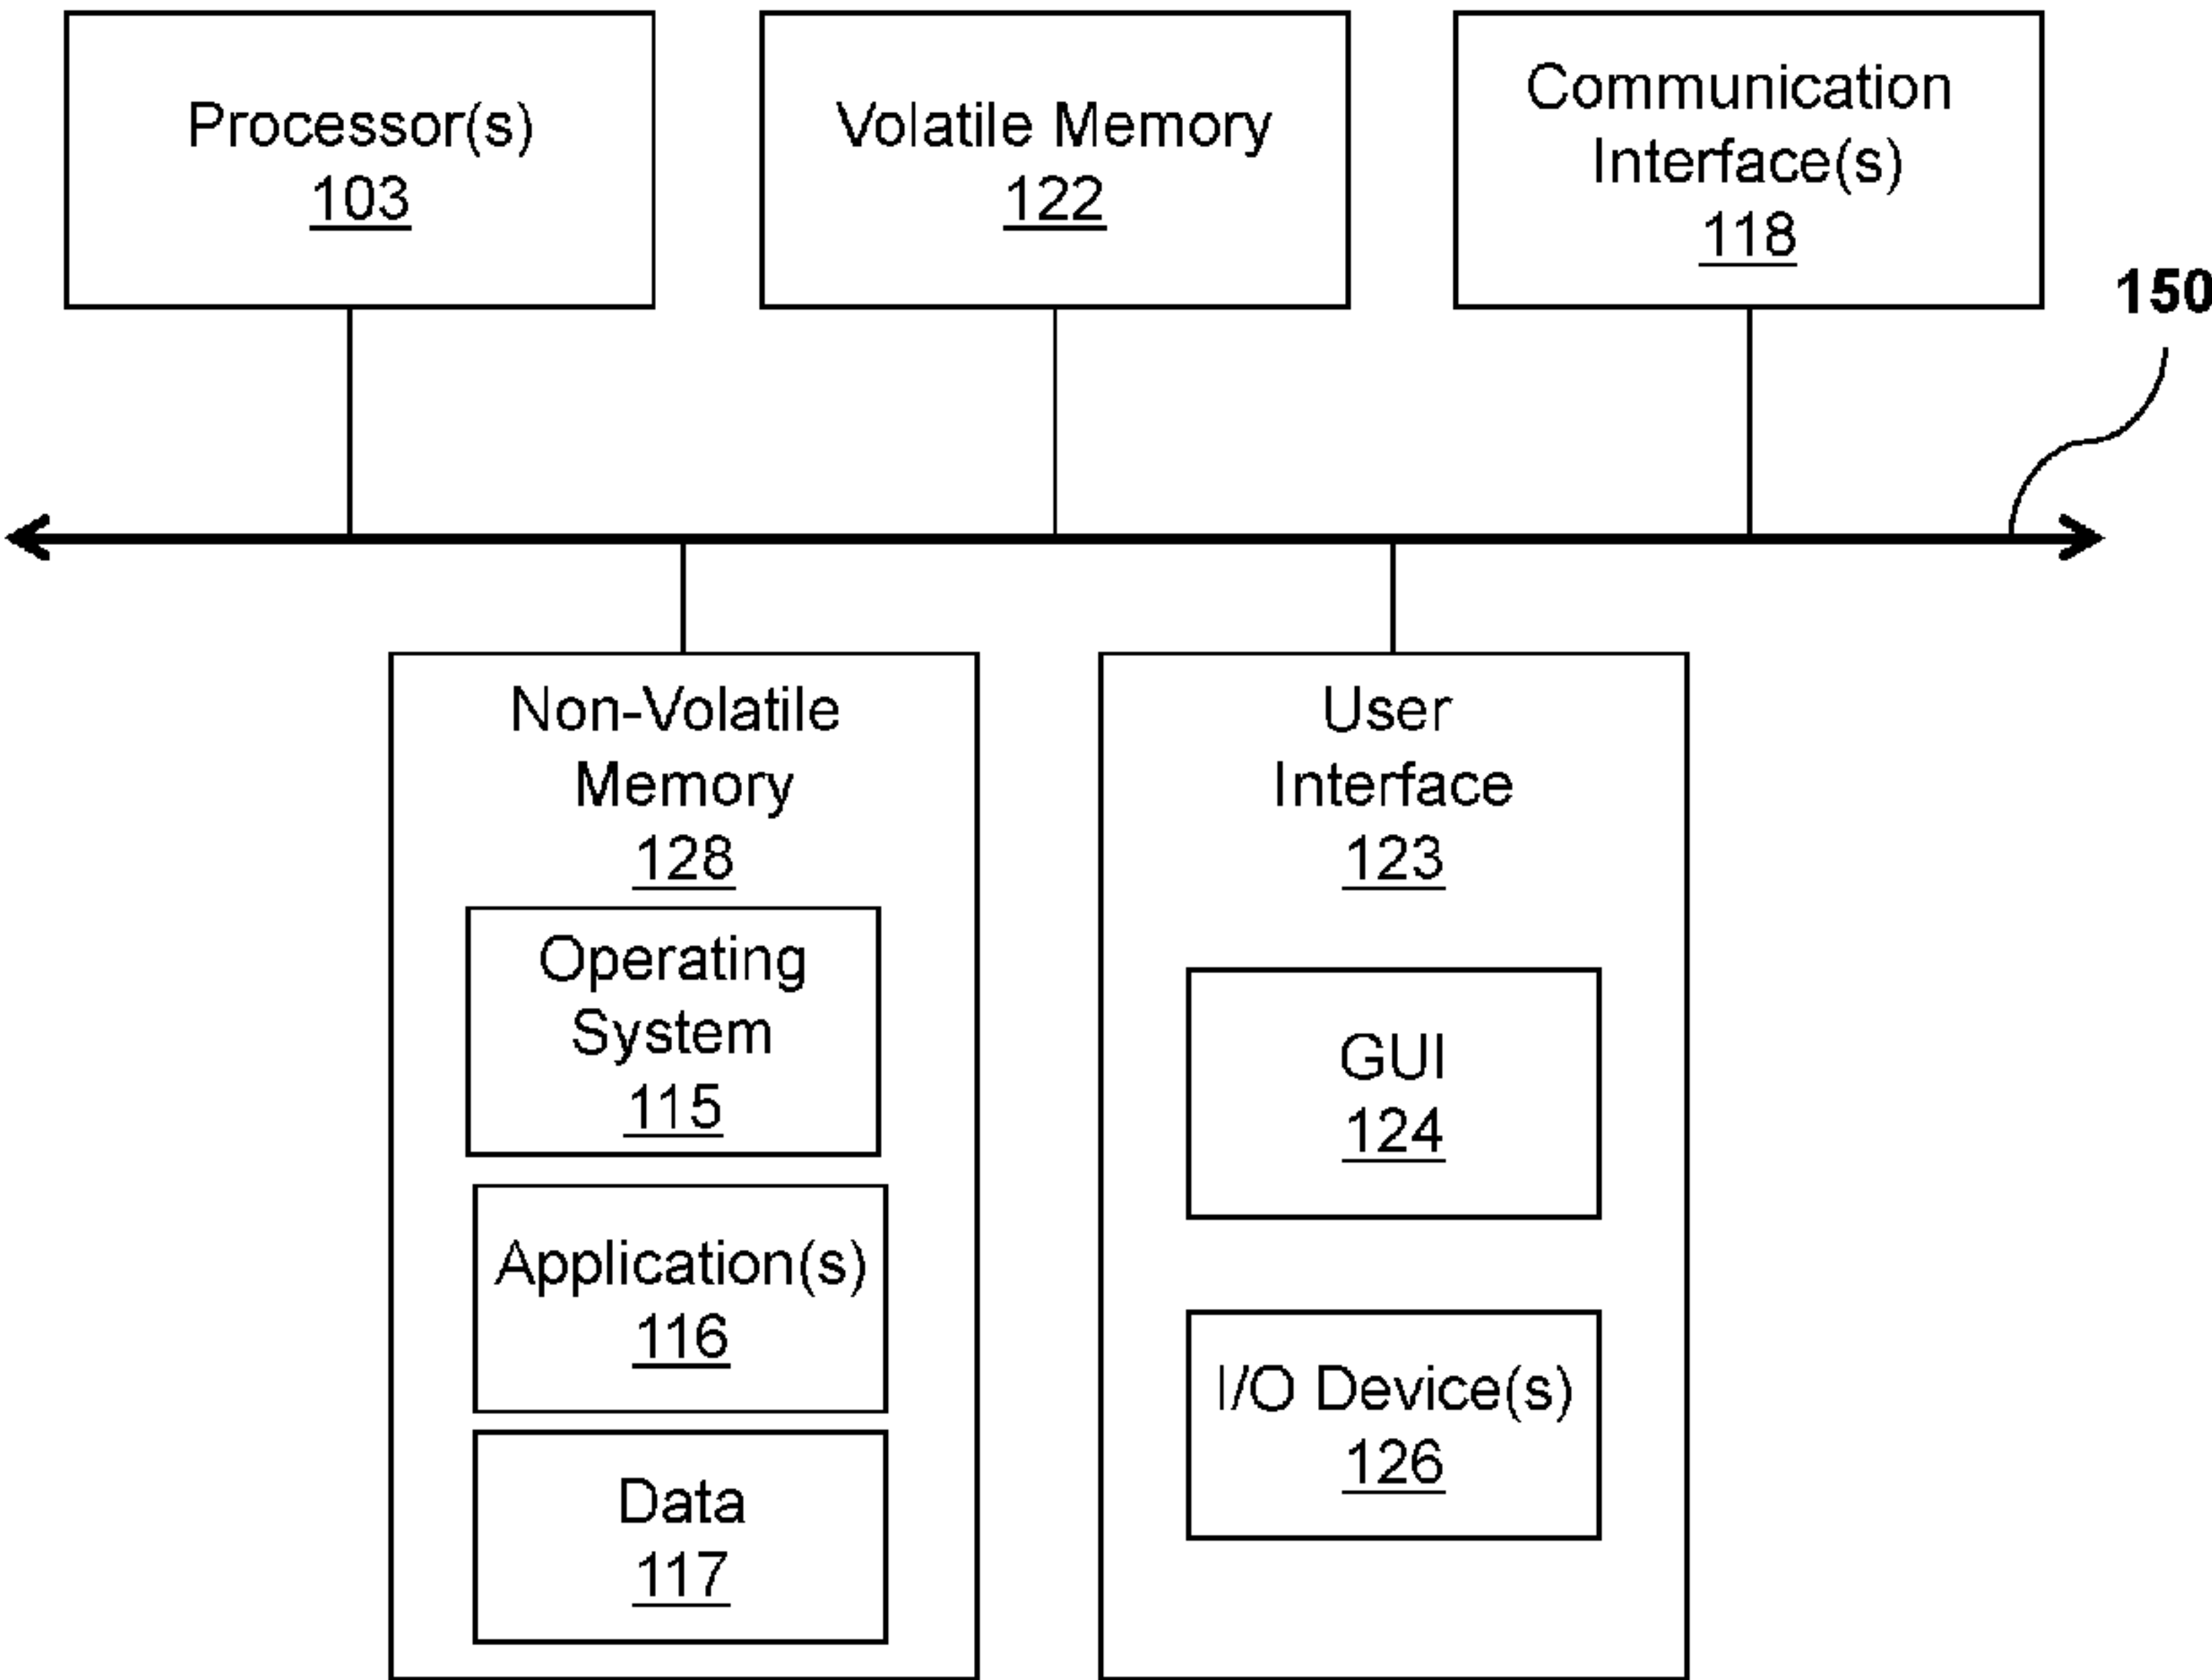 Processor(s)
103
Volatile Memory
122
Communication
Interface(s)
118
150
Non-Volatile
Memory
128
Operating
System
115
Application(s)
116
Data
117
User
Interface
123
GUI
124
I/O Device(s)
126